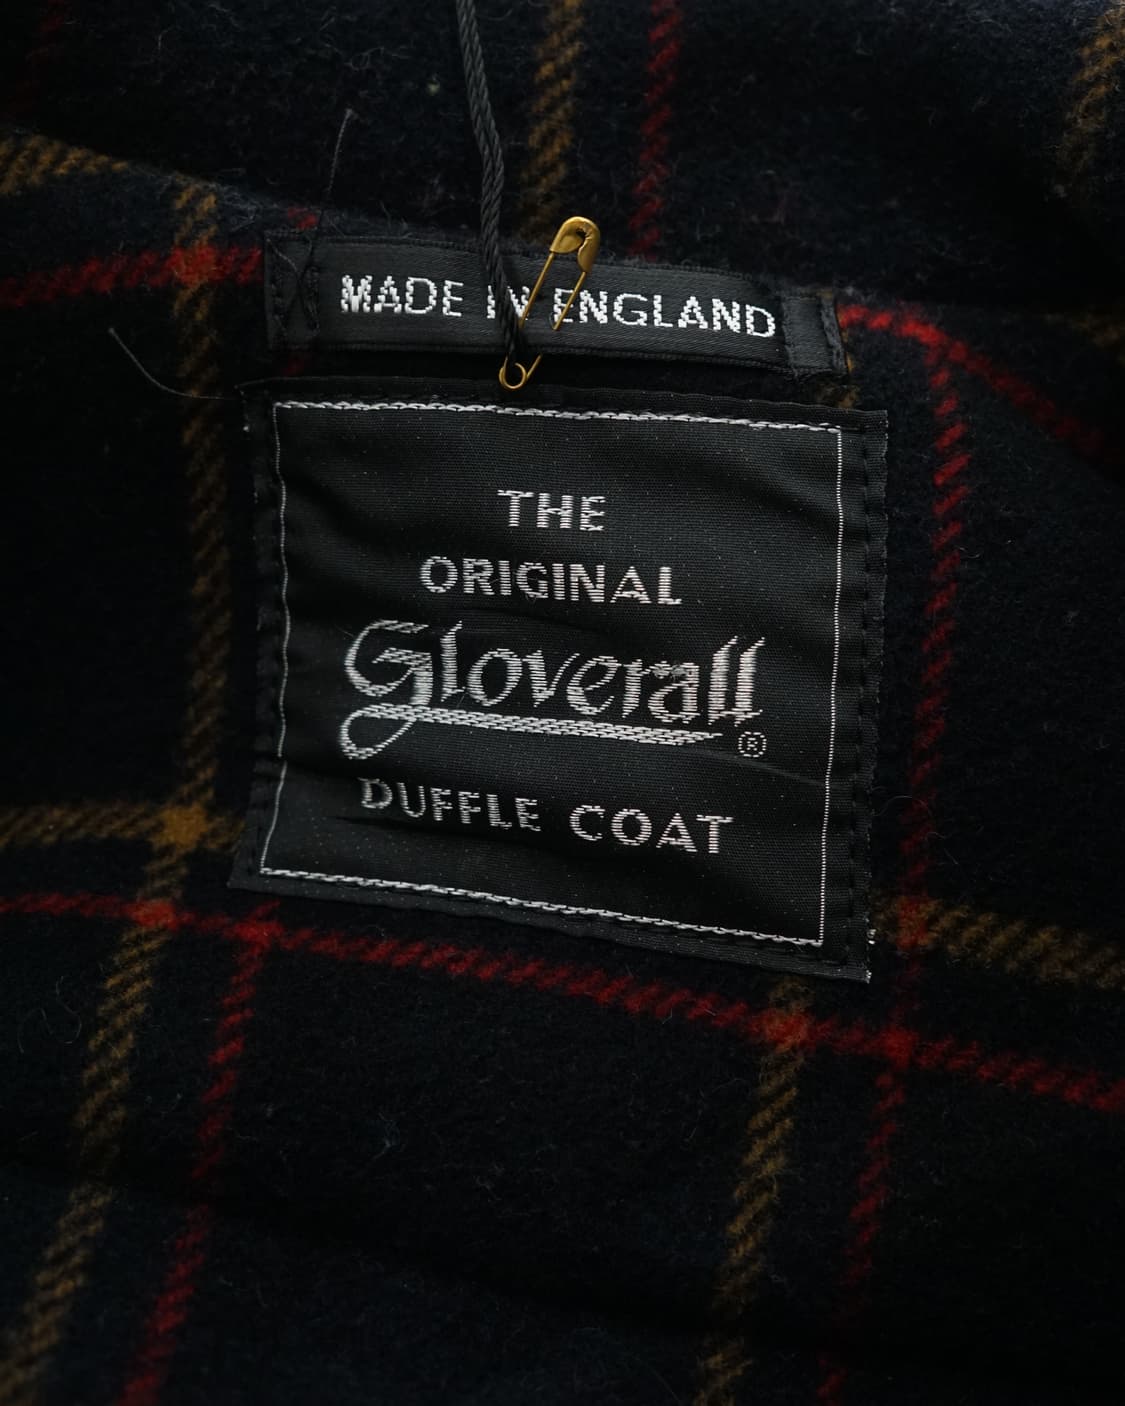 MADE IN ENGLAND
THE
ORIGINAL
Gloverall®
DUFFLE COAT